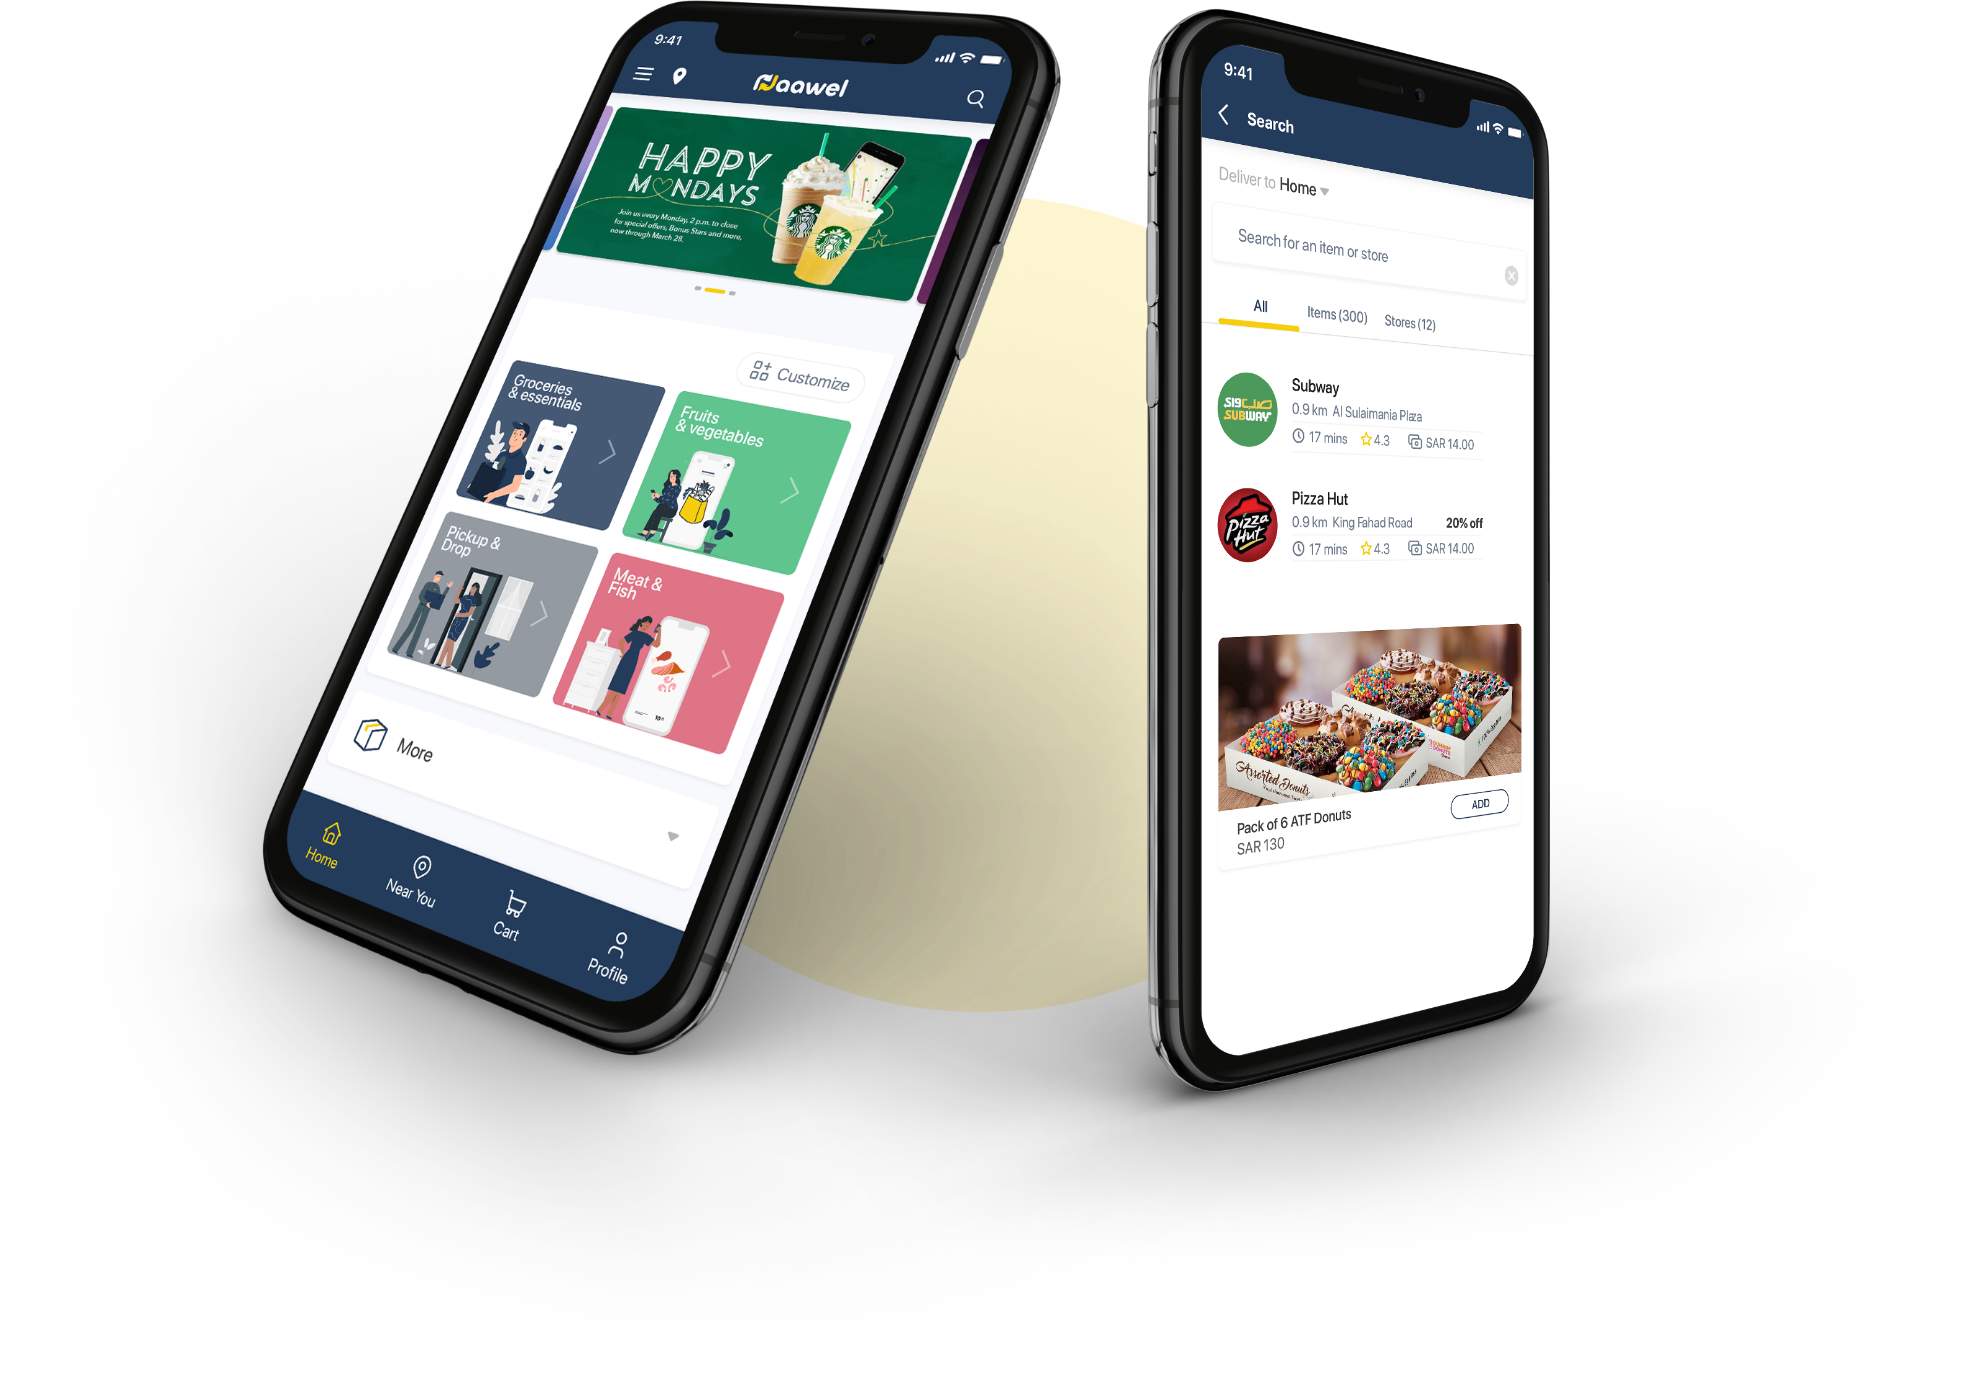 9:41
Naawel
HAPPY
MONDAYS
Join us every Monday, 2 p.m. to close
for special offers, Bonus Stars and more,
now through March 28.
Customize
Groceries
& essentials
Fruits
& vegetables
Pickup &
Drop
Meat &
Fish
More
Home
Near You
Cart
Profile
9:41
Search
Deliver to Home
Search for an item or store
All
Items (300)
Stores (12)
صب واي
SUBWAY
Subway
0.9 km Al Sulaimania Plaza
17 mins 4.3 SAR 14.00
Pizza
Hut
Pizza Hut
0.9 km King Fahad Road 20% off
17 mins 4.3 SAR 14.00
Assorted Donuts
Pack of 6 ATF Donuts
SAR 130
ADD